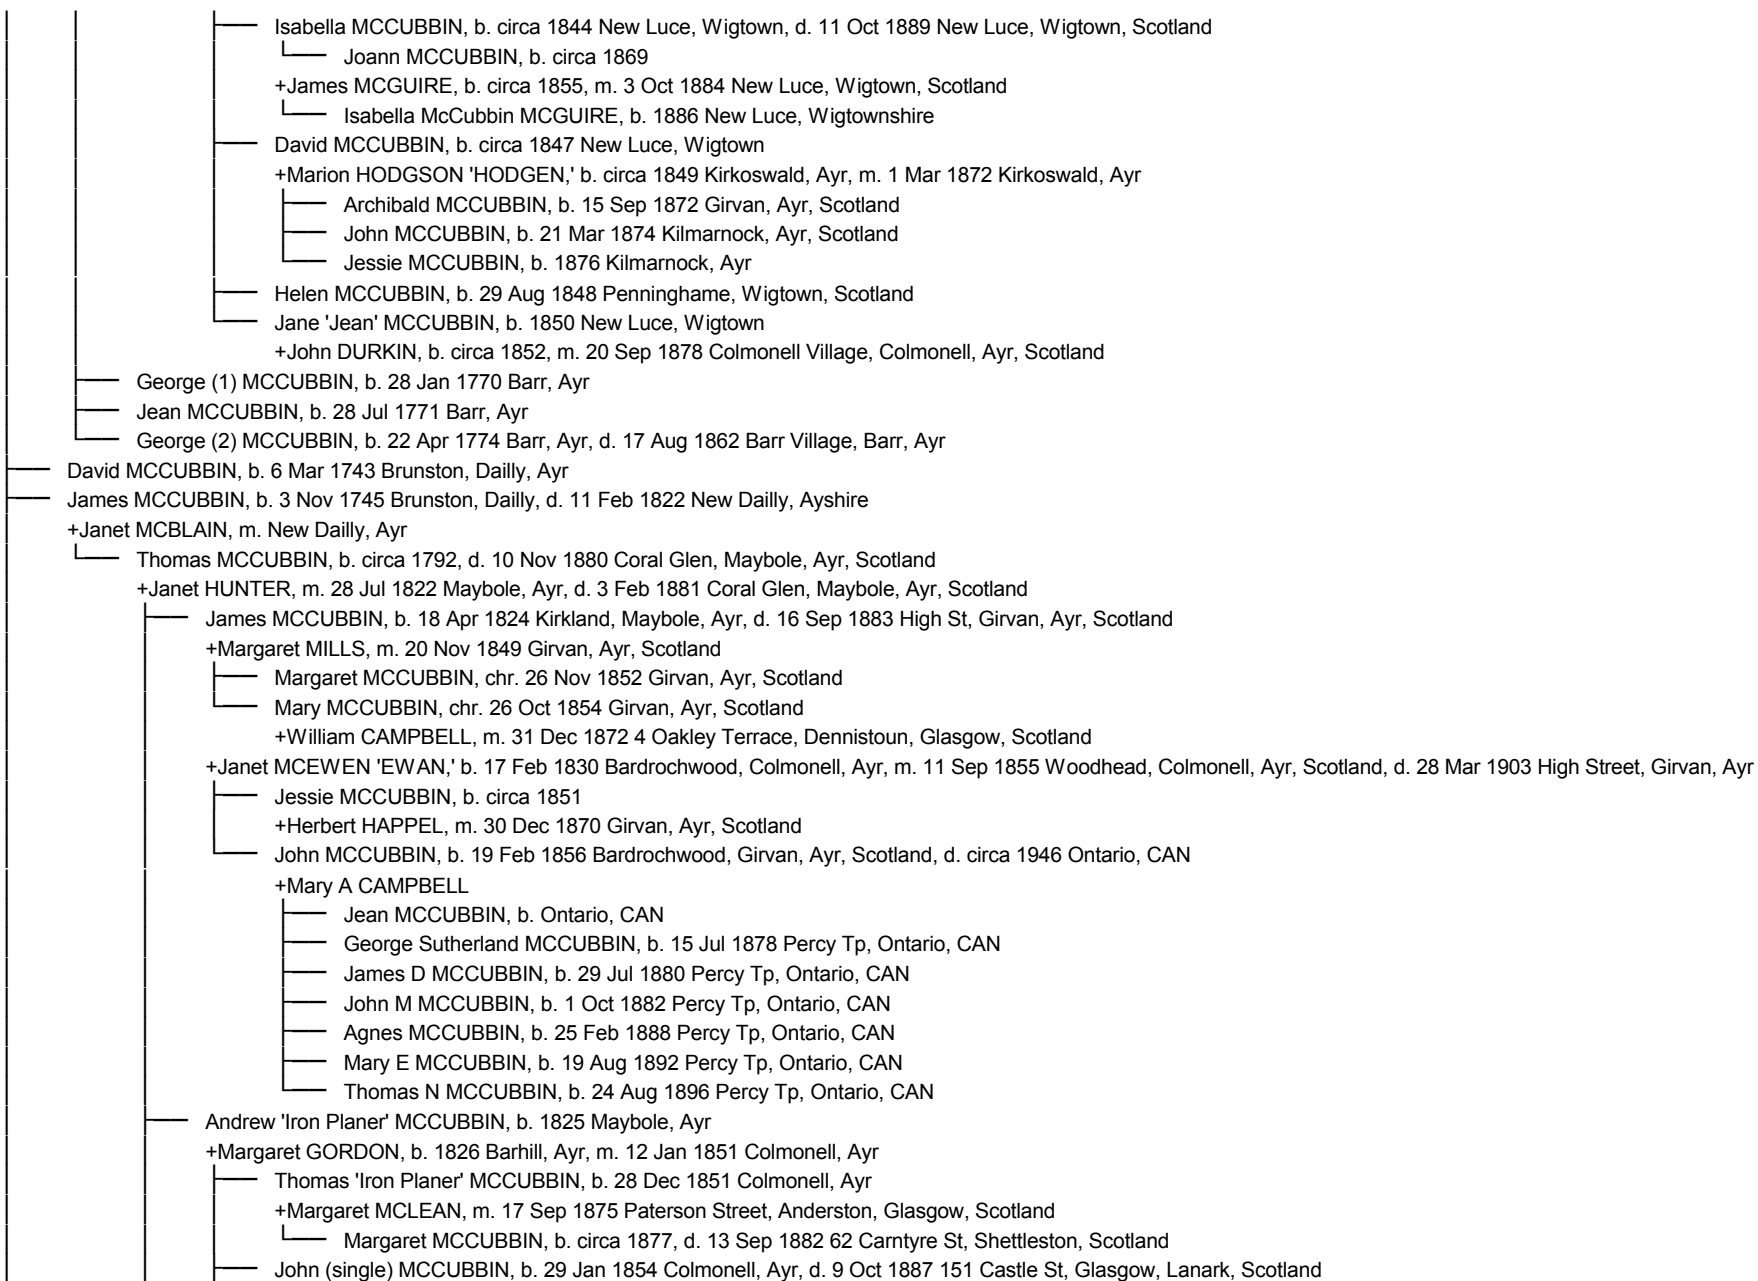 Isabella MCCUBBIN, b. circa 1844 New Luce, Wigtown, d. 11 Oct 1889 New Luce, Wigtown, Scotland
Joann MCCUBBIN, b. circa 1869
+James MCGUIRE, b. circa 1855, m. 3 Oct 1884 New Luce, Wigtown, Scotland
Isabella McCubbin MCGUIRE, b. 1886 New Luce, Wigtownshire
David MCCUBBIN, b. circa 1847 New Luce, Wigtown
+Marion HODGSON 'HODGEN,' b. circa 1849 Kirkoswald, Ayr, m. 1 Mar 1872 Kirkoswald, Ayr
Archibald MCCUBBIN, b. 15 Sep 1872 Girvan, Ayr, Scotland
John MCCUBBIN, b. 21 Mar 1874 Kilmarnock, Ayr, Scotland
Jessie MCCUBBIN, b. 1876 Kilmarnock, Ayr
Helen MCCUBBIN, b. 29 Aug 1848 Penninghame, Wigtown, Scotland
Jane 'Jean' MCCUBBIN, b. 1850 New Luce, Wigtown
+John DURKIN, b. circa 1852, m. 20 Sep 1878 Colmonell Village, Colmonell, Ayr, Scotland
George (1) MCCUBBIN, b. 28 Jan 1770 Barr, Ayr
Jean MCCUBBIN, b. 28 Jul 1771 Barr, Ayr
George (2) MCCUBBIN, b. 22 Apr 1774 Barr, Ayr, d. 17 Aug 1862 Barr Village, Barr, Ayr
David MCCUBBIN, b. 6 Mar 1743 Brunston, Dailly, Ayr
James MCCUBBIN, b. 3 Nov 1745 Brunston, Dailly, d. 11 Feb 1822 New Dailly, Ayshire
+Janet MCBLAIN, m. New Dailly, Ayr
Thomas MCCUBBIN, b. circa 1792, d. 10 Nov 1880 Coral Glen, Maybole, Ayr, Scotland
+Janet HUNTER, m. 28 Jul 1822 Maybole, Ayr, d. 3 Feb 1881 Coral Glen, Maybole, Ayr, Scotland
James MCCUBBIN, b. 18 Apr 1824 Kirkland, Maybole, Ayr, d. 16 Sep 1883 High St, Girvan, Ayr, Scotland
+Margaret MILLS, m. 20 Nov 1849 Girvan, Ayr, Scotland
Margaret MCCUBBIN, chr. 26 Nov 1852 Girvan, Ayr, Scotland
Mary MCCUBBIN, chr. 26 Oct 1854 Girvan, Ayr, Scotland
+William CAMPBELL, m. 31 Dec 1872 4 Oakley Terrace, Dennistoun, Glasgow, Scotland
+Janet MCEWEN 'EWAN,' b. 17 Feb 1830 Bardrochwood, Colmonell, Ayr, m. 11 Sep 1855 Woodhead, Colmonell, Ayr, Scotland, d. 28 Mar 1903 High Street, Girvan, Ayr
Jessie MCCUBBIN, b. circa 1851
+Herbert HAPPEL, m. 30 Dec 1870 Girvan, Ayr, Scotland
John MCCUBBIN, b. 19 Feb 1856 Bardrochwood, Girvan, Ayr, Scotland, d. circa 1946 Ontario, CAN
+Mary A CAMPBELL
Jean MCCUBBIN, b. Ontario, CAN
George Sutherland MCCUBBIN, b. 15 Jul 1878 Percy Tp, Ontario, CAN
James D MCCUBBIN, b. 29 Jul 1880 Percy Tp, Ontario, CAN
John M MCCUBBIN, b. 1 Oct 1882 Percy Tp, Ontario, CAN
Agnes MCCUBBIN, b. 25 Feb 1888 Percy Tp, Ontario, CAN
Mary E MCCUBBIN, b. 19 Aug 1892 Percy Tp, Ontario, CAN
Thomas N MCCUBBIN, b. 24 Aug 1896 Percy Tp, Ontario, CAN
Andrew 'Iron Planer' MCCUBBIN, b. 1825 Maybole, Ayr
+Margaret GORDON, b. 1826 Barhill, Ayr, m. 12 Jan 1851 Colmonell, Ayr
Thomas 'Iron Planer' MCCUBBIN, b. 28 Dec 1851 Colmonell, Ayr
+Margaret MCLEAN, m. 17 Sep 1875 Paterson Street, Anderston, Glasgow, Scotland
Margaret MCCUBBIN, b. circa 1877, d. 13 Sep 1882 62 Carntyre St, Shettleston, Scotland
John (single) MCCUBBIN, b. 29 Jan 1854 Colmonell, Ayr, d. 9 Oct 1887 151 Castle St, Glasgow, Lanark, Scotland